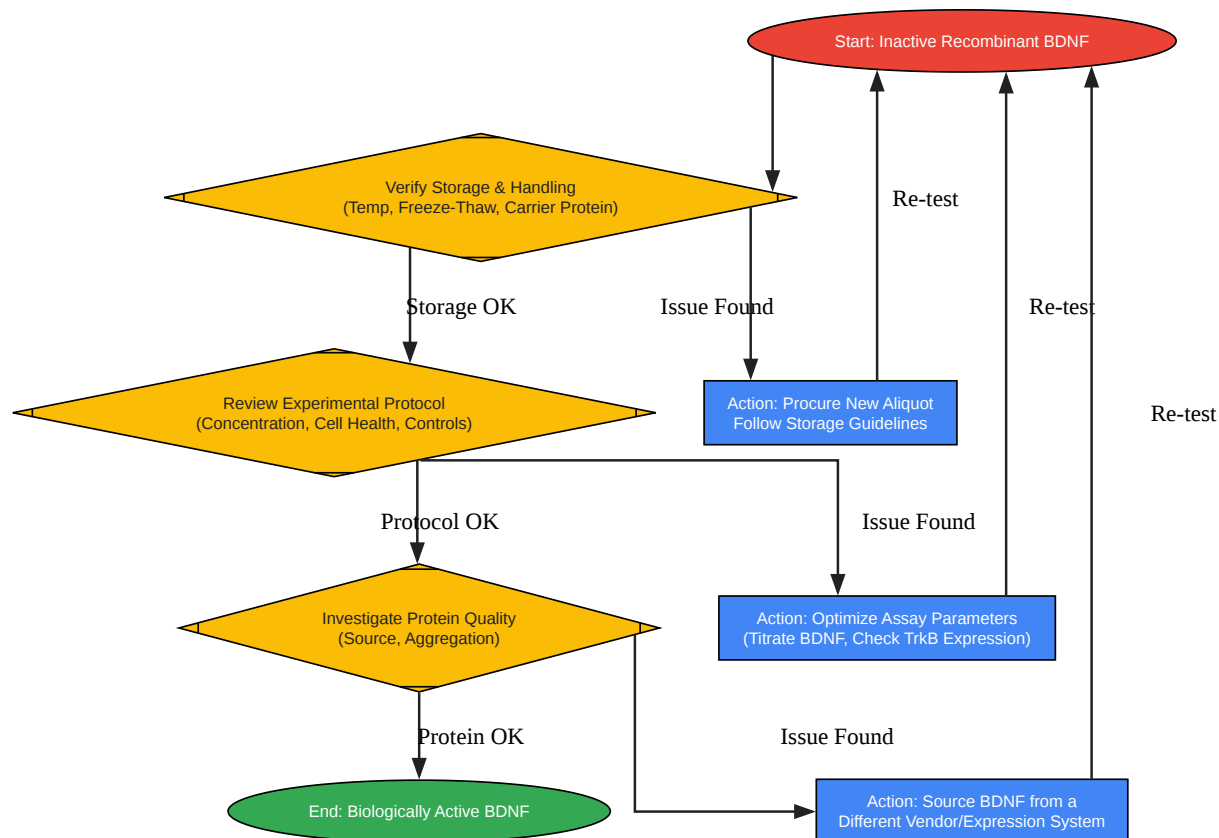 Start: Inactive Recombinant BDNF
Verify Storage & Handling
(Temp, Freeze-Thaw, Carrier Protein)
Re-test
Storage OK
Issue Found
Re-test
Review Experimental Protocol
(Concentration, Cell Health, Controls)
Action: Procure New Aliquot
Follow Storage Guidelines
Re-test
Protocol OK
Issue Found
Investigate Protein Quality
(Source, Aggregation)
Action: Optimize Assay Parameters
(Titrate BDNF, Check TrkB Expression)
Protein OK
Issue Found
End: Biologically Active BDNF
Action: Source BDNF from a
Different Vendor/Expression System